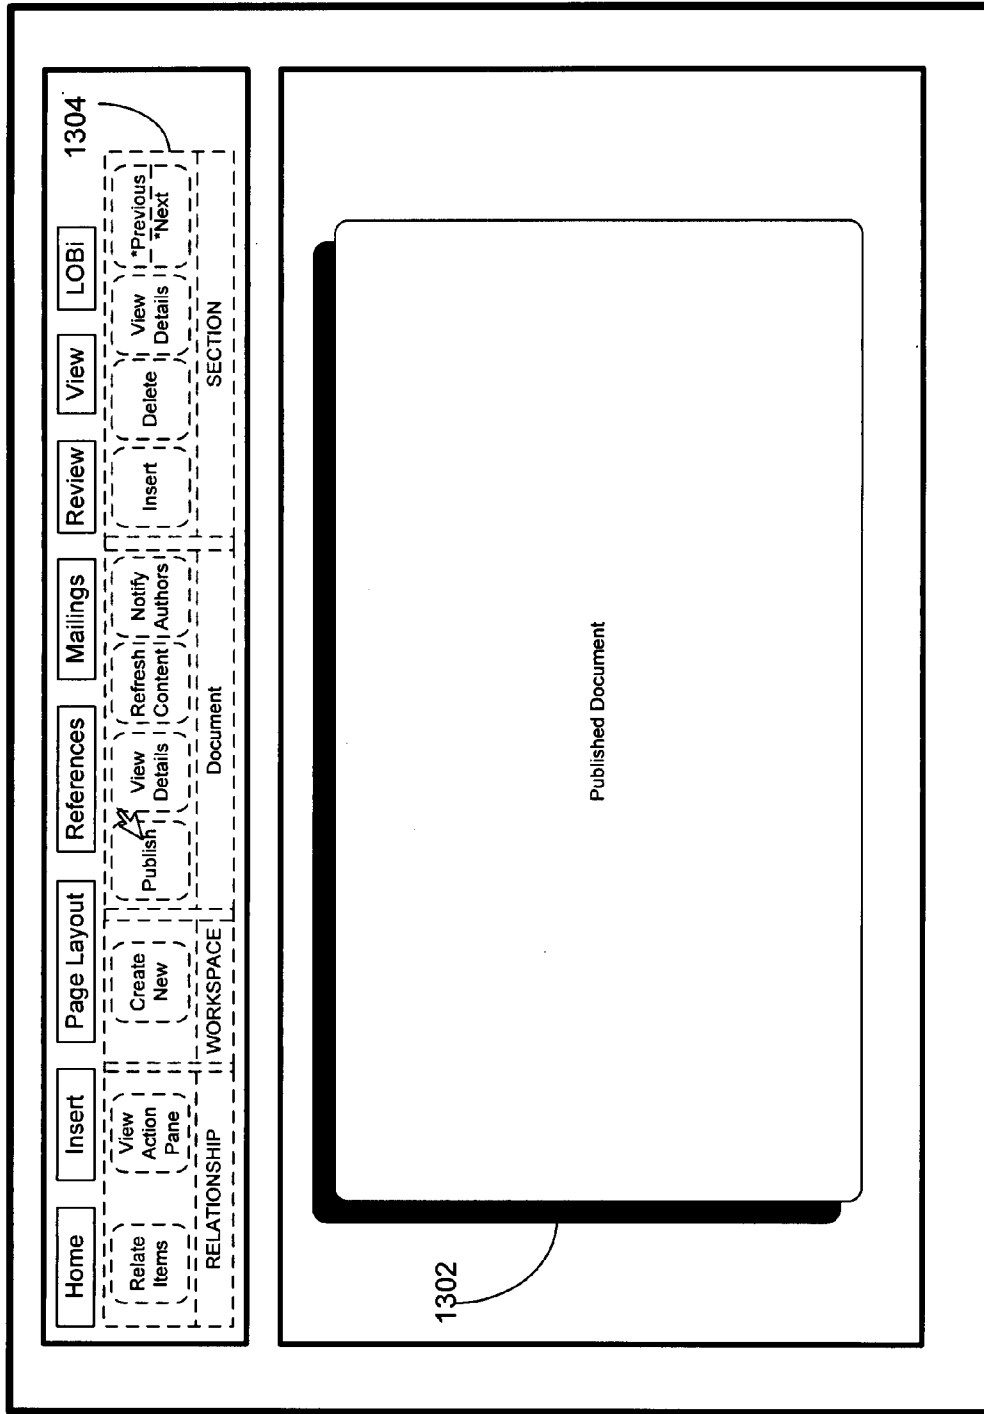 Home
Insert
Page Layout
References
Mailings
Review
View
LOBi
1304
Relate
Items
View
Action
Pane
RELATIONSHIP
Create
New
WORKSPACE
Publish
View
Details
Refresh
Content
Notify
Authors
Document
Insert
Delete
View
Details
*Previous
*Next
SECTION
Published Document
1302